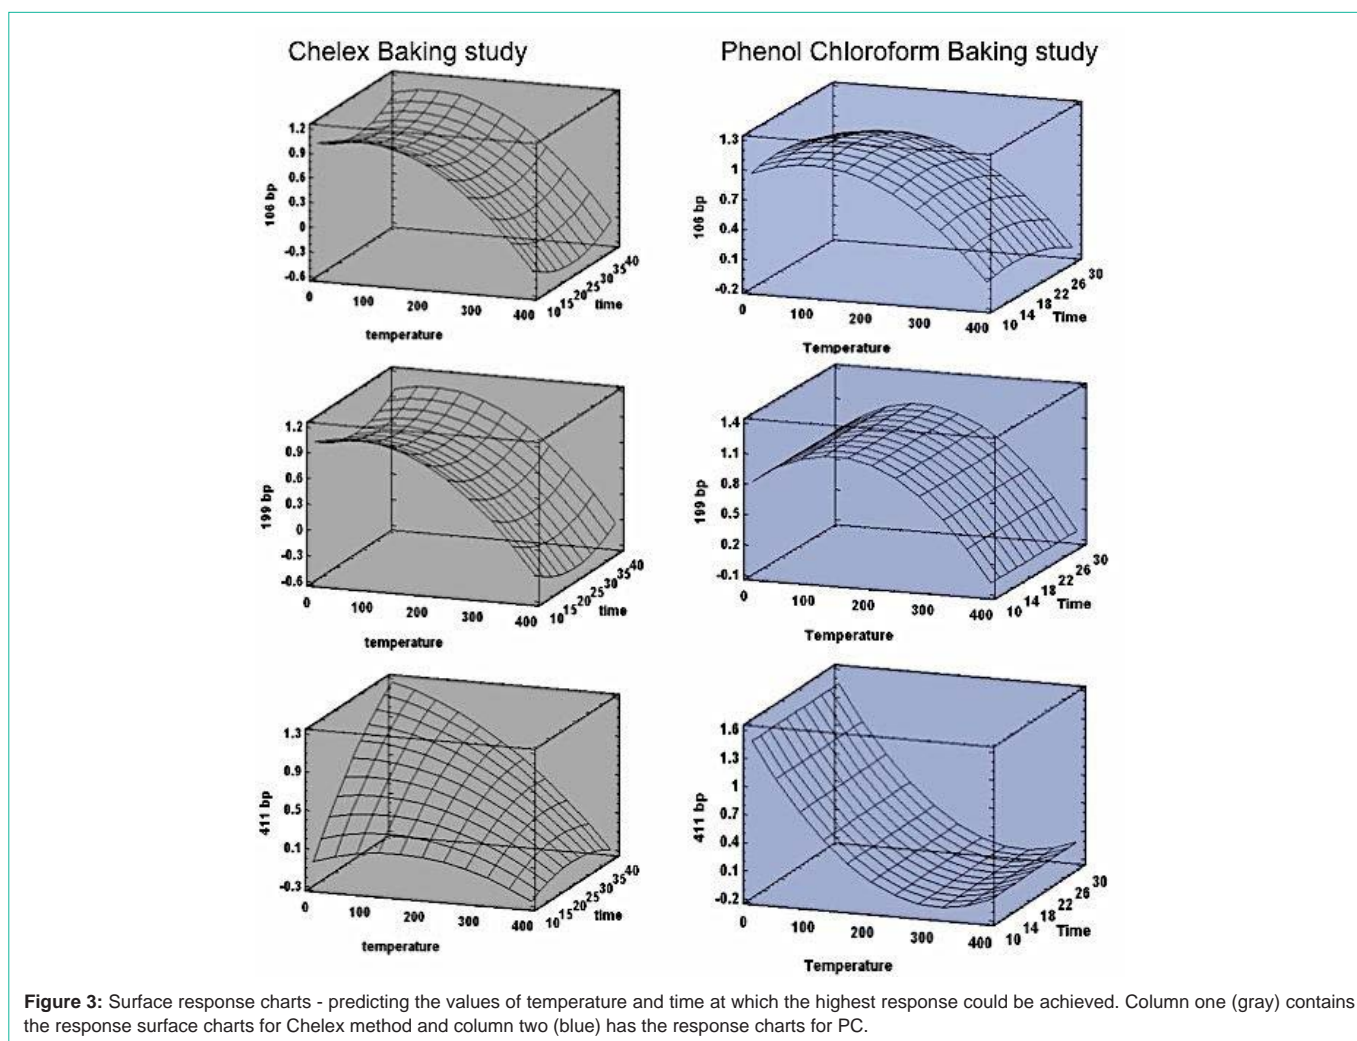 Chelex Baking study
Phenol Chloroform Baking study
1.2
0.9
0.6
0.3
0
-0.3
-0.6
106 bp
0 100 200 300 400
temperature
10 15 20 25 30 35 40
time
1.3
1
0.7
0.4
0.1
-0.2
106 bp
0 100 200 300 400
Temperature
10 14 18 22 26 30
Time
1.2
0.9
0.6
0.3
0
-0.3
-0.6
199 bp
0 100 200 300 400
temperature
10 15 20 25 30 35 40
time
1.4
1.1
0.8
0.5
0.2
-0.1
199 bp
0 100 200 300 400
Temperature
10 14 18 22 26 30
Time
1.3
0.9
0.5
0.1
-0.3
411 bp
0 100 200 300 400
temperature
10 15 20 25 30 35 40
time
1.6
1.3
1
0.7
0.4
0.1
-0.2
411 bp
0 100 200 300 400
Temperature
10 14 18 22 26 30
Time
Figure 3: Surface response charts - predicting the values of temperature and time at which the highest response could be achieved. Column one (gray) contains
the response surface charts for Chelex method and column two (blue) has the response charts for PC.